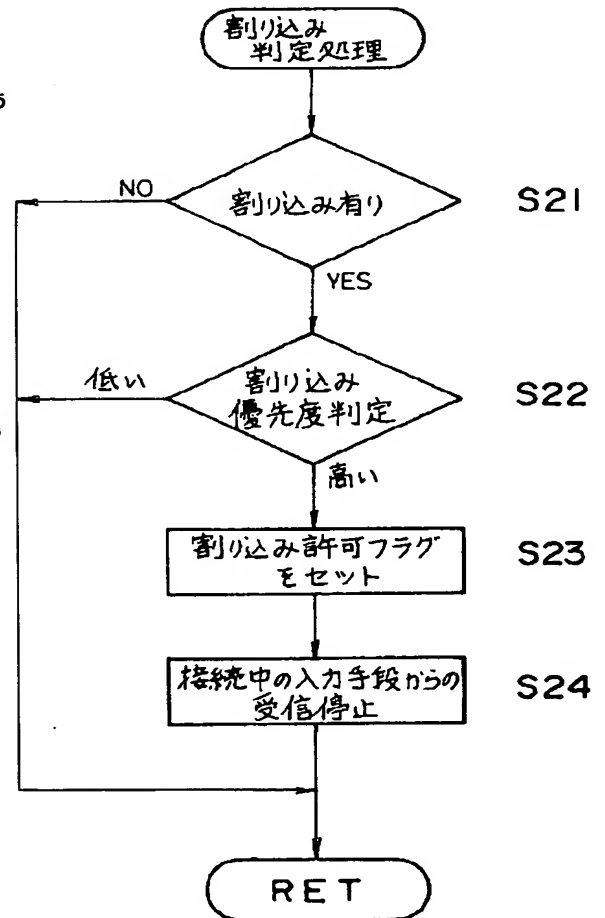 割り込み
判定処理
NO
割り込み有り
S21
YES
低い
割り込み
優先度判定
S22
高い
割り込み許可フラグ
をセット
S23
接続中の入力手段からの
受信停止
S24
RET